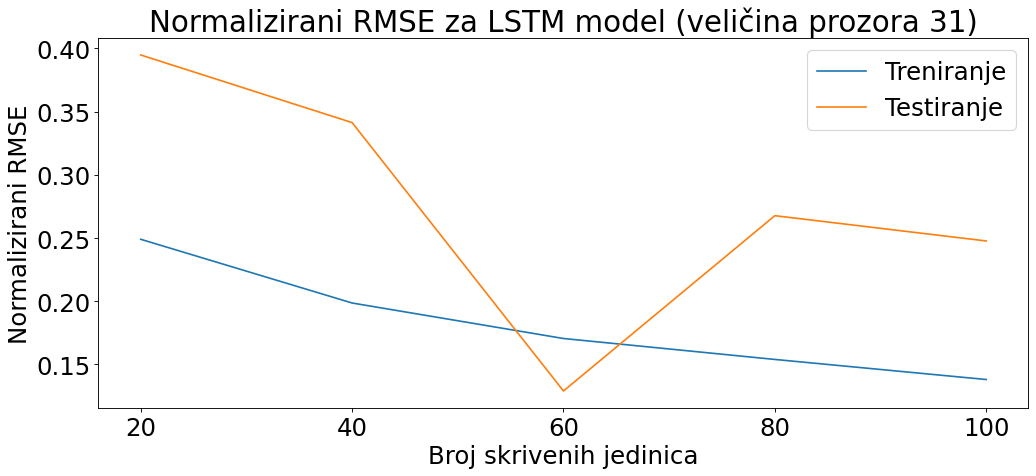 Normalizirani RMSE za LSTM model (veličina prozora 31)
Treniranje
Testiranje
Normalizirani RMSE
0.40
0.35
0.30
0.25
0.20
0.15
20 40 60 80 100
Broj skrivenih jedinica